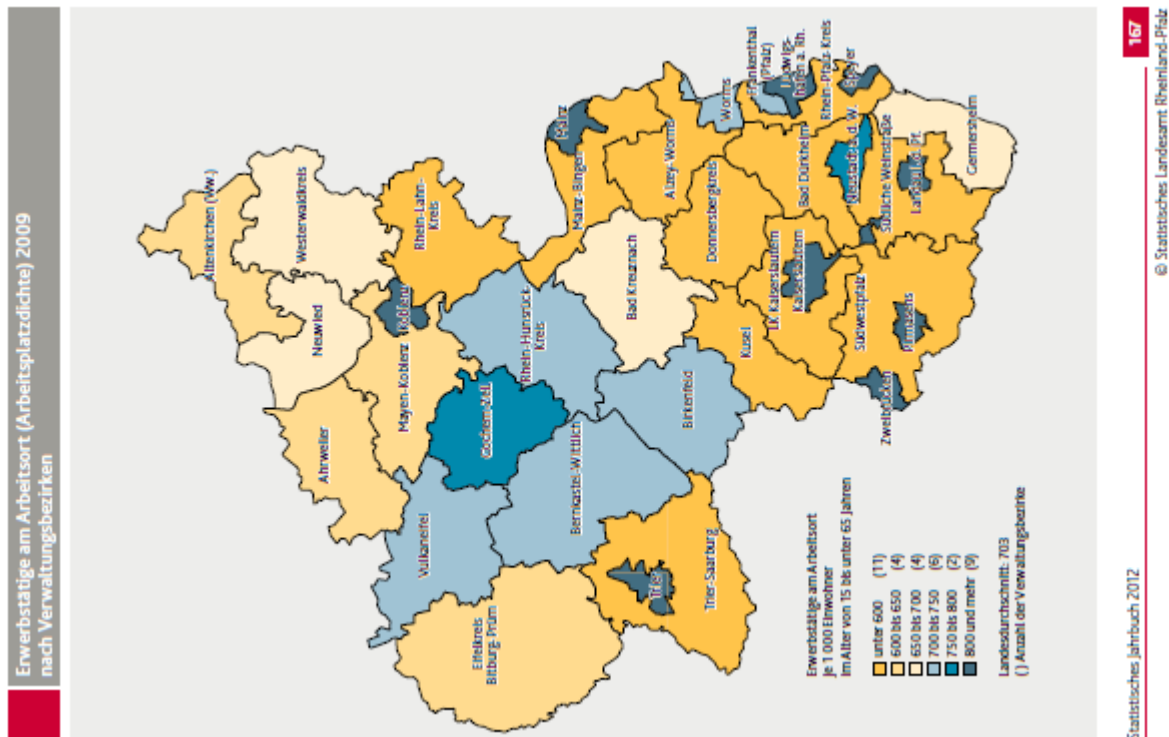 Erwerbstätige am Arbeitsort (Arbeitsplatzdichte) 2009
nach Verwaltungsbezirken
Altenkirchen (Ww.)
Westerwaldkreis
Neuwied
Ahrweiler
Rhein-Lahn-
Kreis
Koblenz
Mayen-Koblenz
Cochem-Zell
Rhein-Hunsrück-
Kreis
Vulkaneifel
Eifelkreis
Bitburg-Prüm
Bernkastel-Wittlich
Birkenfeld
Bad Kreuznach
Mainz
Mainz-Bingen
Alzey-Worms
Worms
Donnersbergkreis
Kusel
LK Kaiserslautern
Kaiserslautern
Bad Dürkheim
Frankenthal
(Pfalz)
Ludwigs-
hafen a. Rh.
Rhein-Pfalz-Kreis
Speyer
Neustadt a. d. W.
Südliche Weinstraße
Landau i. d. Pf.
Germersheim
Südwestpfalz
Pirmasens
Zweibrücken
Trier
Trier-Saarburg
Erwerbstätige am Arbeitsort
je 1 000 Einwohner
im Alter von 15 bis unter 65 Jahren
unter 600 (11)
600 bis 650 (4)
650 bis 700 (4)
700 bis 750 (6)
750 bis 800 (2)
800 und mehr (9)
Landesdurchschnitt: 703
() Anzahl der Verwaltungsbezirke
Statistisches Jahrbuch 2012
167
© Statistisches Landesamt Rheinland-Pfalz